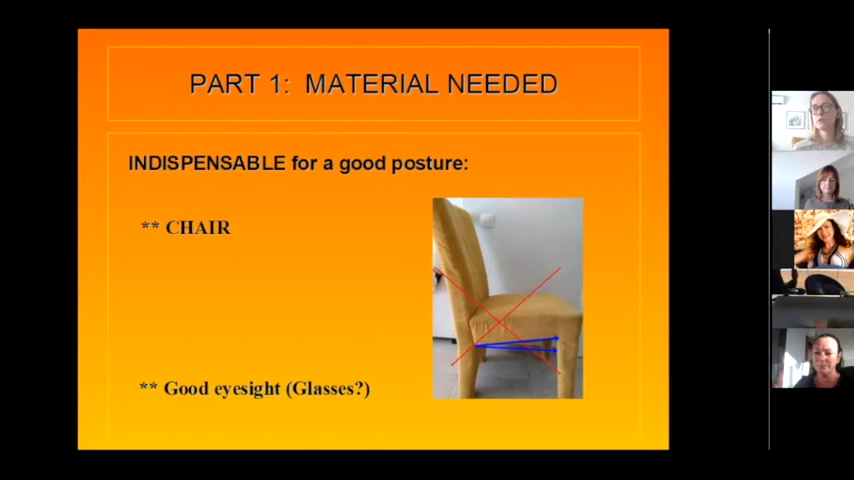 PART 1: MATERIAL NEEDED
INDISPENSABLE for a good posture:
** CHAIR
** Good eyesight (Glasses?)